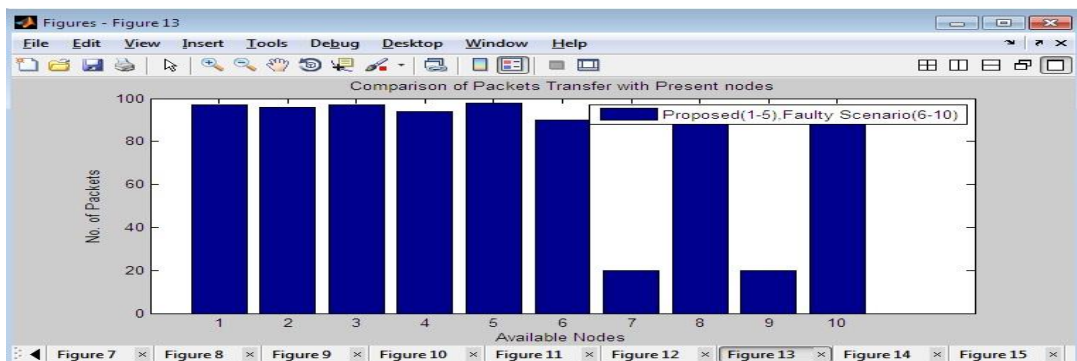 Figures - Figure 13
File Edit View Insert Tools Debug Desktop Window Help
Comparison of Packets Transfer with Present nodes
Proposed(1-5),Faulty Scenario(6-10)
100
80
60
40
20
0
No. of Packets
1 2 3 4 5 6 7 8 9 10
Available Nodes
Figure 7 Figure 8 Figure 9 Figure 10 Figure 11 Figure 12 Figure 13 Figure 14 Figure 15